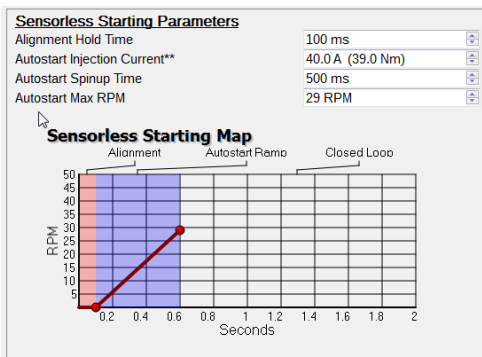 Sensorless Starting Parameters
Alignment Hold Time 100 ms
Autostart Injection Current** 40.0 A (39.0 Nm)
Autostart Spinup Time 500 ms
Autostart Max RPM 29 RPM
Sensorless Starting Map
Alignment Autostart Ramp Closed Loop
50
45
40
35
30
25
20
15
10
5
RPM
0.2 0.4 0.6 0.8 1 1.2 1.4 1.6 1.8 2
Seconds